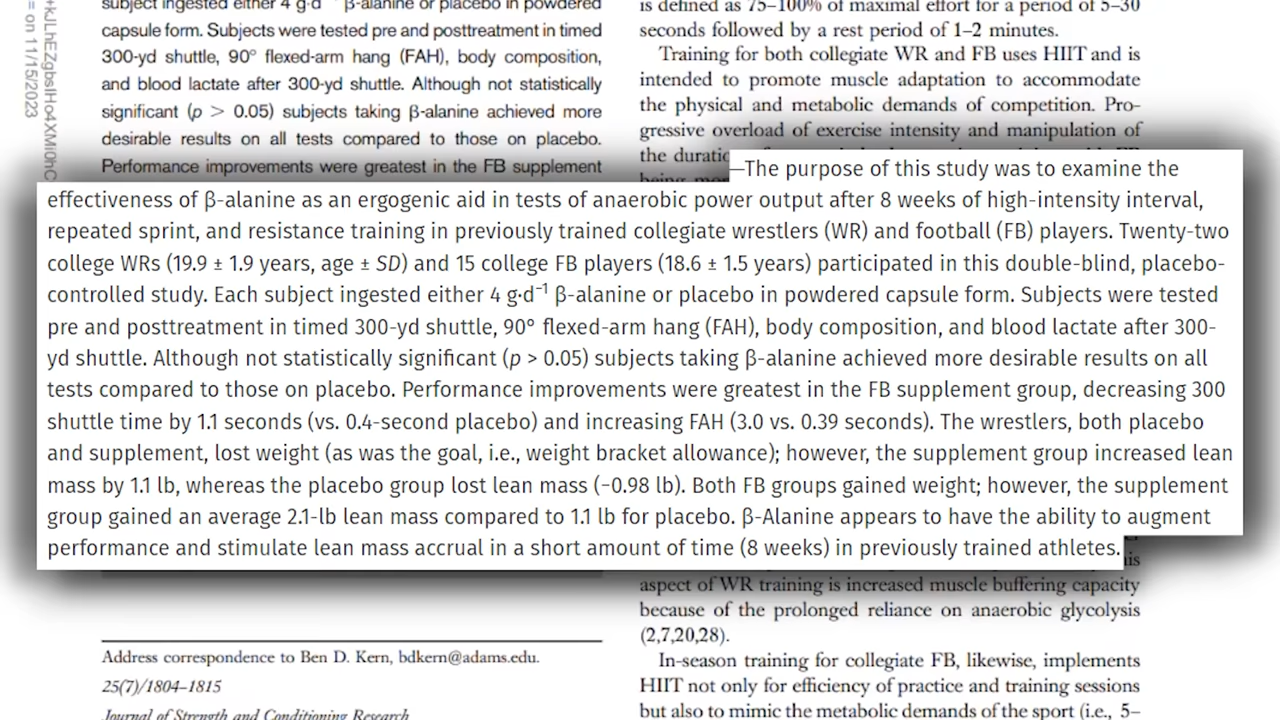 subject ingested either 4 g·d β-alanine or placebo in powdered
capsule form. Subjects were tested pre and posttreatment in timed
300-yd shuttle, 90° flexed-arm hang (FAH), body composition,
and blood lactate after 300-yd shuttle. Although not statistically
significant (p > 0.05) subjects taking β-alanine achieved more
desirable results on all tests compared to those on placebo.
Performance improvements were greatest in the FB supplement
is defined as 75–100% of maximal effort for a period of 5–30
seconds followed by a rest period of 1–2 minutes.
Training for both collegiate WR and FB uses HIIT and is
intended to promote muscle adaptation to accommodate
the physical and metabolic demands of competition. Pro-
gressive overload of exercise intensity and manipulation of
the duratio
being mor
—The purpose of this study was to examine the
effectiveness of β-alanine as an ergogenic aid in tests of anaerobic power output after 8 weeks of high-intensity interval,
repeated sprint, and resistance training in previously trained collegiate wrestlers (WR) and football (FB) players. Twenty-two
college WRs (19.9 ± 1.9 years, age ± SD) and 15 college FB players (18.6 ± 1.5 years) participated in this double-blind, placebo-
controlled study. Each subject ingested either 4 g·d⁻¹ β-alanine or placebo in powdered capsule form. Subjects were tested
pre and posttreatment in timed 300-yd shuttle, 90° flexed-arm hang (FAH), body composition, and blood lactate after 300-
yd shuttle. Although not statistically significant (p > 0.05) subjects taking β-alanine achieved more desirable results on all
tests compared to those on placebo. Performance improvements were greatest in the FB supplement group, decreasing 300
shuttle time by 1.1 seconds (vs. 0.4-second placebo) and increasing FAH (3.0 vs. 0.39 seconds). The wrestlers, both placebo
and supplement, lost weight (as was the goal, i.e., weight bracket allowance); however, the supplement group increased lean
mass by 1.1 lb, whereas the placebo group lost lean mass (−0.98 lb). Both FB groups gained weight; however, the supplement
group gained an average 2.1-lb lean mass compared to 1.1 lb for placebo. β-Alanine appears to have the ability to augment
performance and stimulate lean mass accrual in a short amount of time (8 weeks) in previously trained athletes.
aspect of WR training is increased muscle buffering capacity
because of the prolonged reliance on anaerobic glycolysis
(2,7,20,28).
In-season training for collegiate FB, likewise, implements
HIIT not only for efficiency of practice and training sessions
but also to mimic the metabolic demands of the sport (i.e., 5–
Address correspondence to Ben D. Kern, bdkern@adams.edu.
25(7)/1804–1815
Journal of Strength and Conditioning Research
= on 11/15/2023